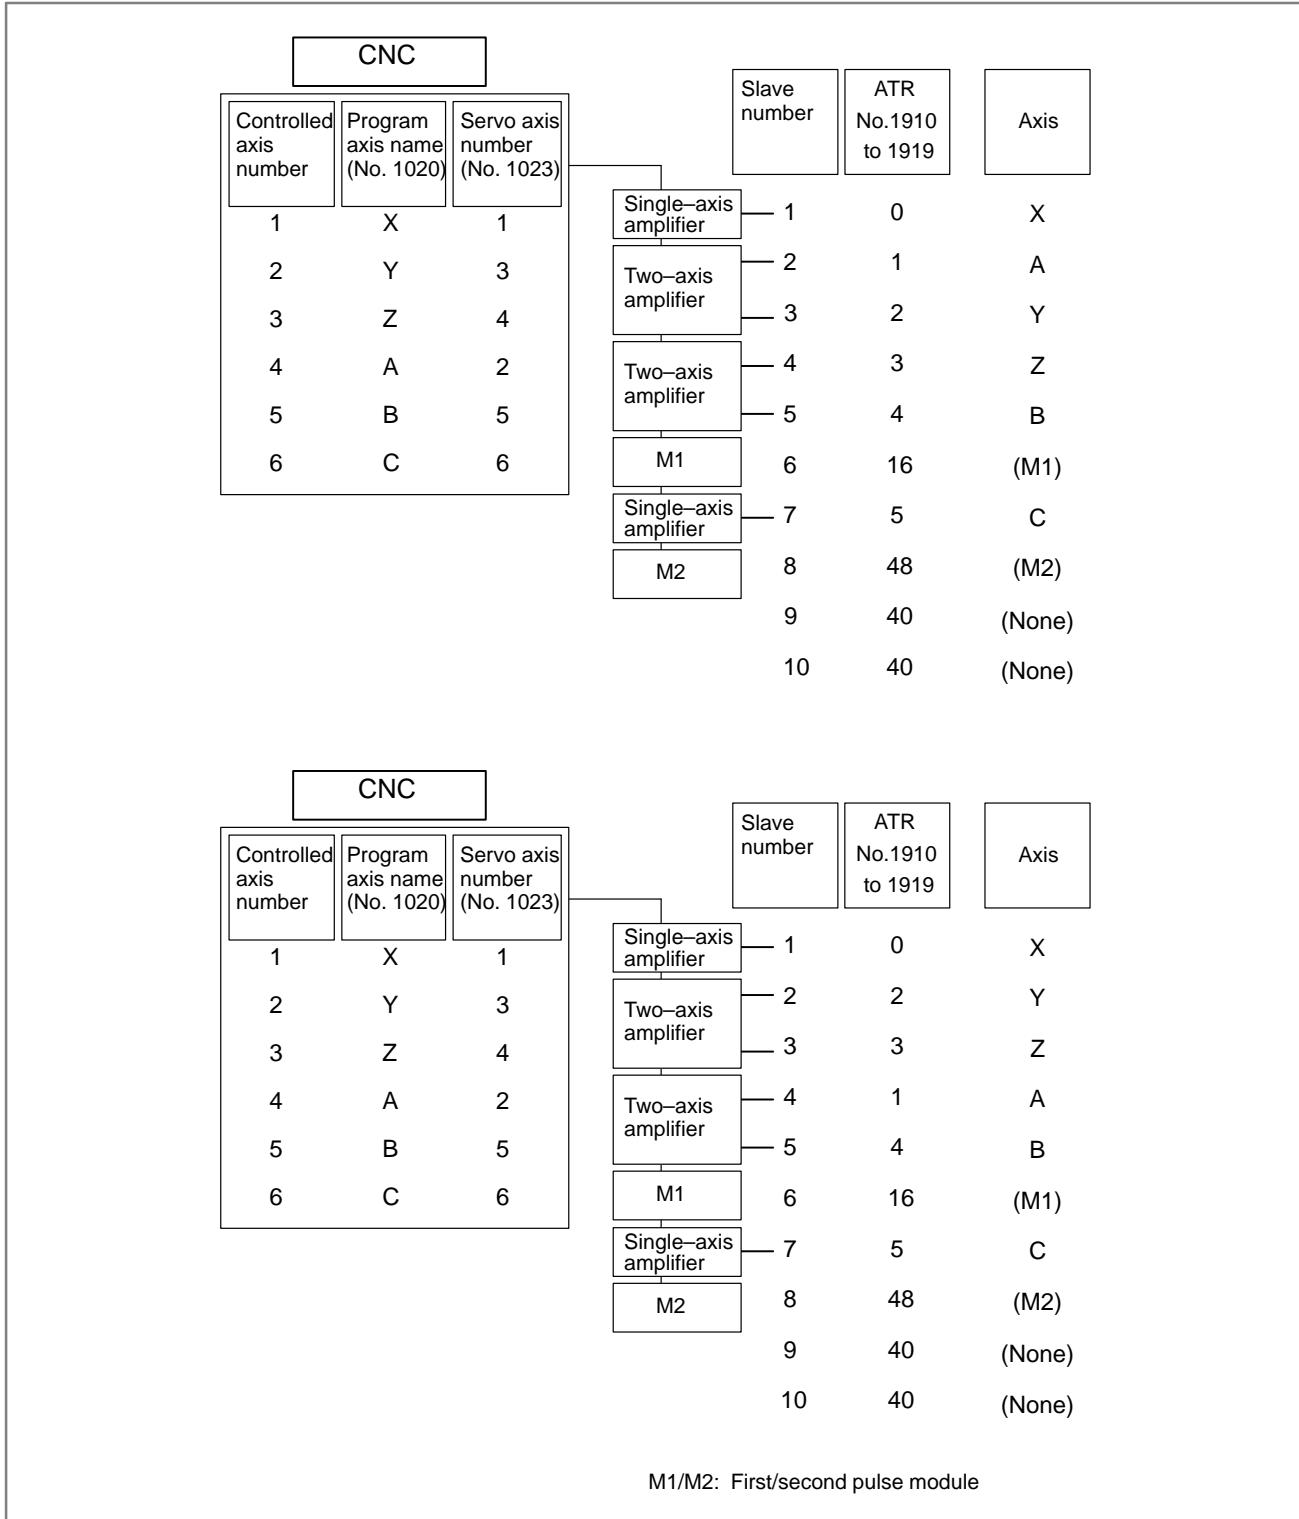 CNC
Controlled axis number
Program axis name (No. 1020)
Servo axis number (No. 1023)
1 X 1
2 Y 3
3 Z 4
4 A 2
5 B 5
6 C 6
Single–axis amplifier
Two–axis amplifier
Two–axis amplifier
M1
Single–axis amplifier
M2
Slave number
ATR No.1910 to 1919
Axis
1 0 X
2 1 A
3 2 Y
4 3 Z
5 4 B
6 16 (M1)
7 5 C
8 48 (M2)
9 40 (None)
10 40 (None)
CNC
Controlled axis number
Program axis name (No. 1020)
Servo axis number (No. 1023)
1 X 1
2 Y 3
3 Z 4
4 A 2
5 B 5
6 C 6
Single–axis amplifier
Two–axis amplifier
Two–axis amplifier
M1
Single–axis amplifier
M2
Slave number
ATR No.1910 to 1919
Axis
1 0 X
2 2 Y
3 3 Z
4 1 A
5 4 B
6 16 (M1)
7 5 C
8 48 (M2)
9 40 (None)
10 40 (None)
M1/M2: First/second pulse module